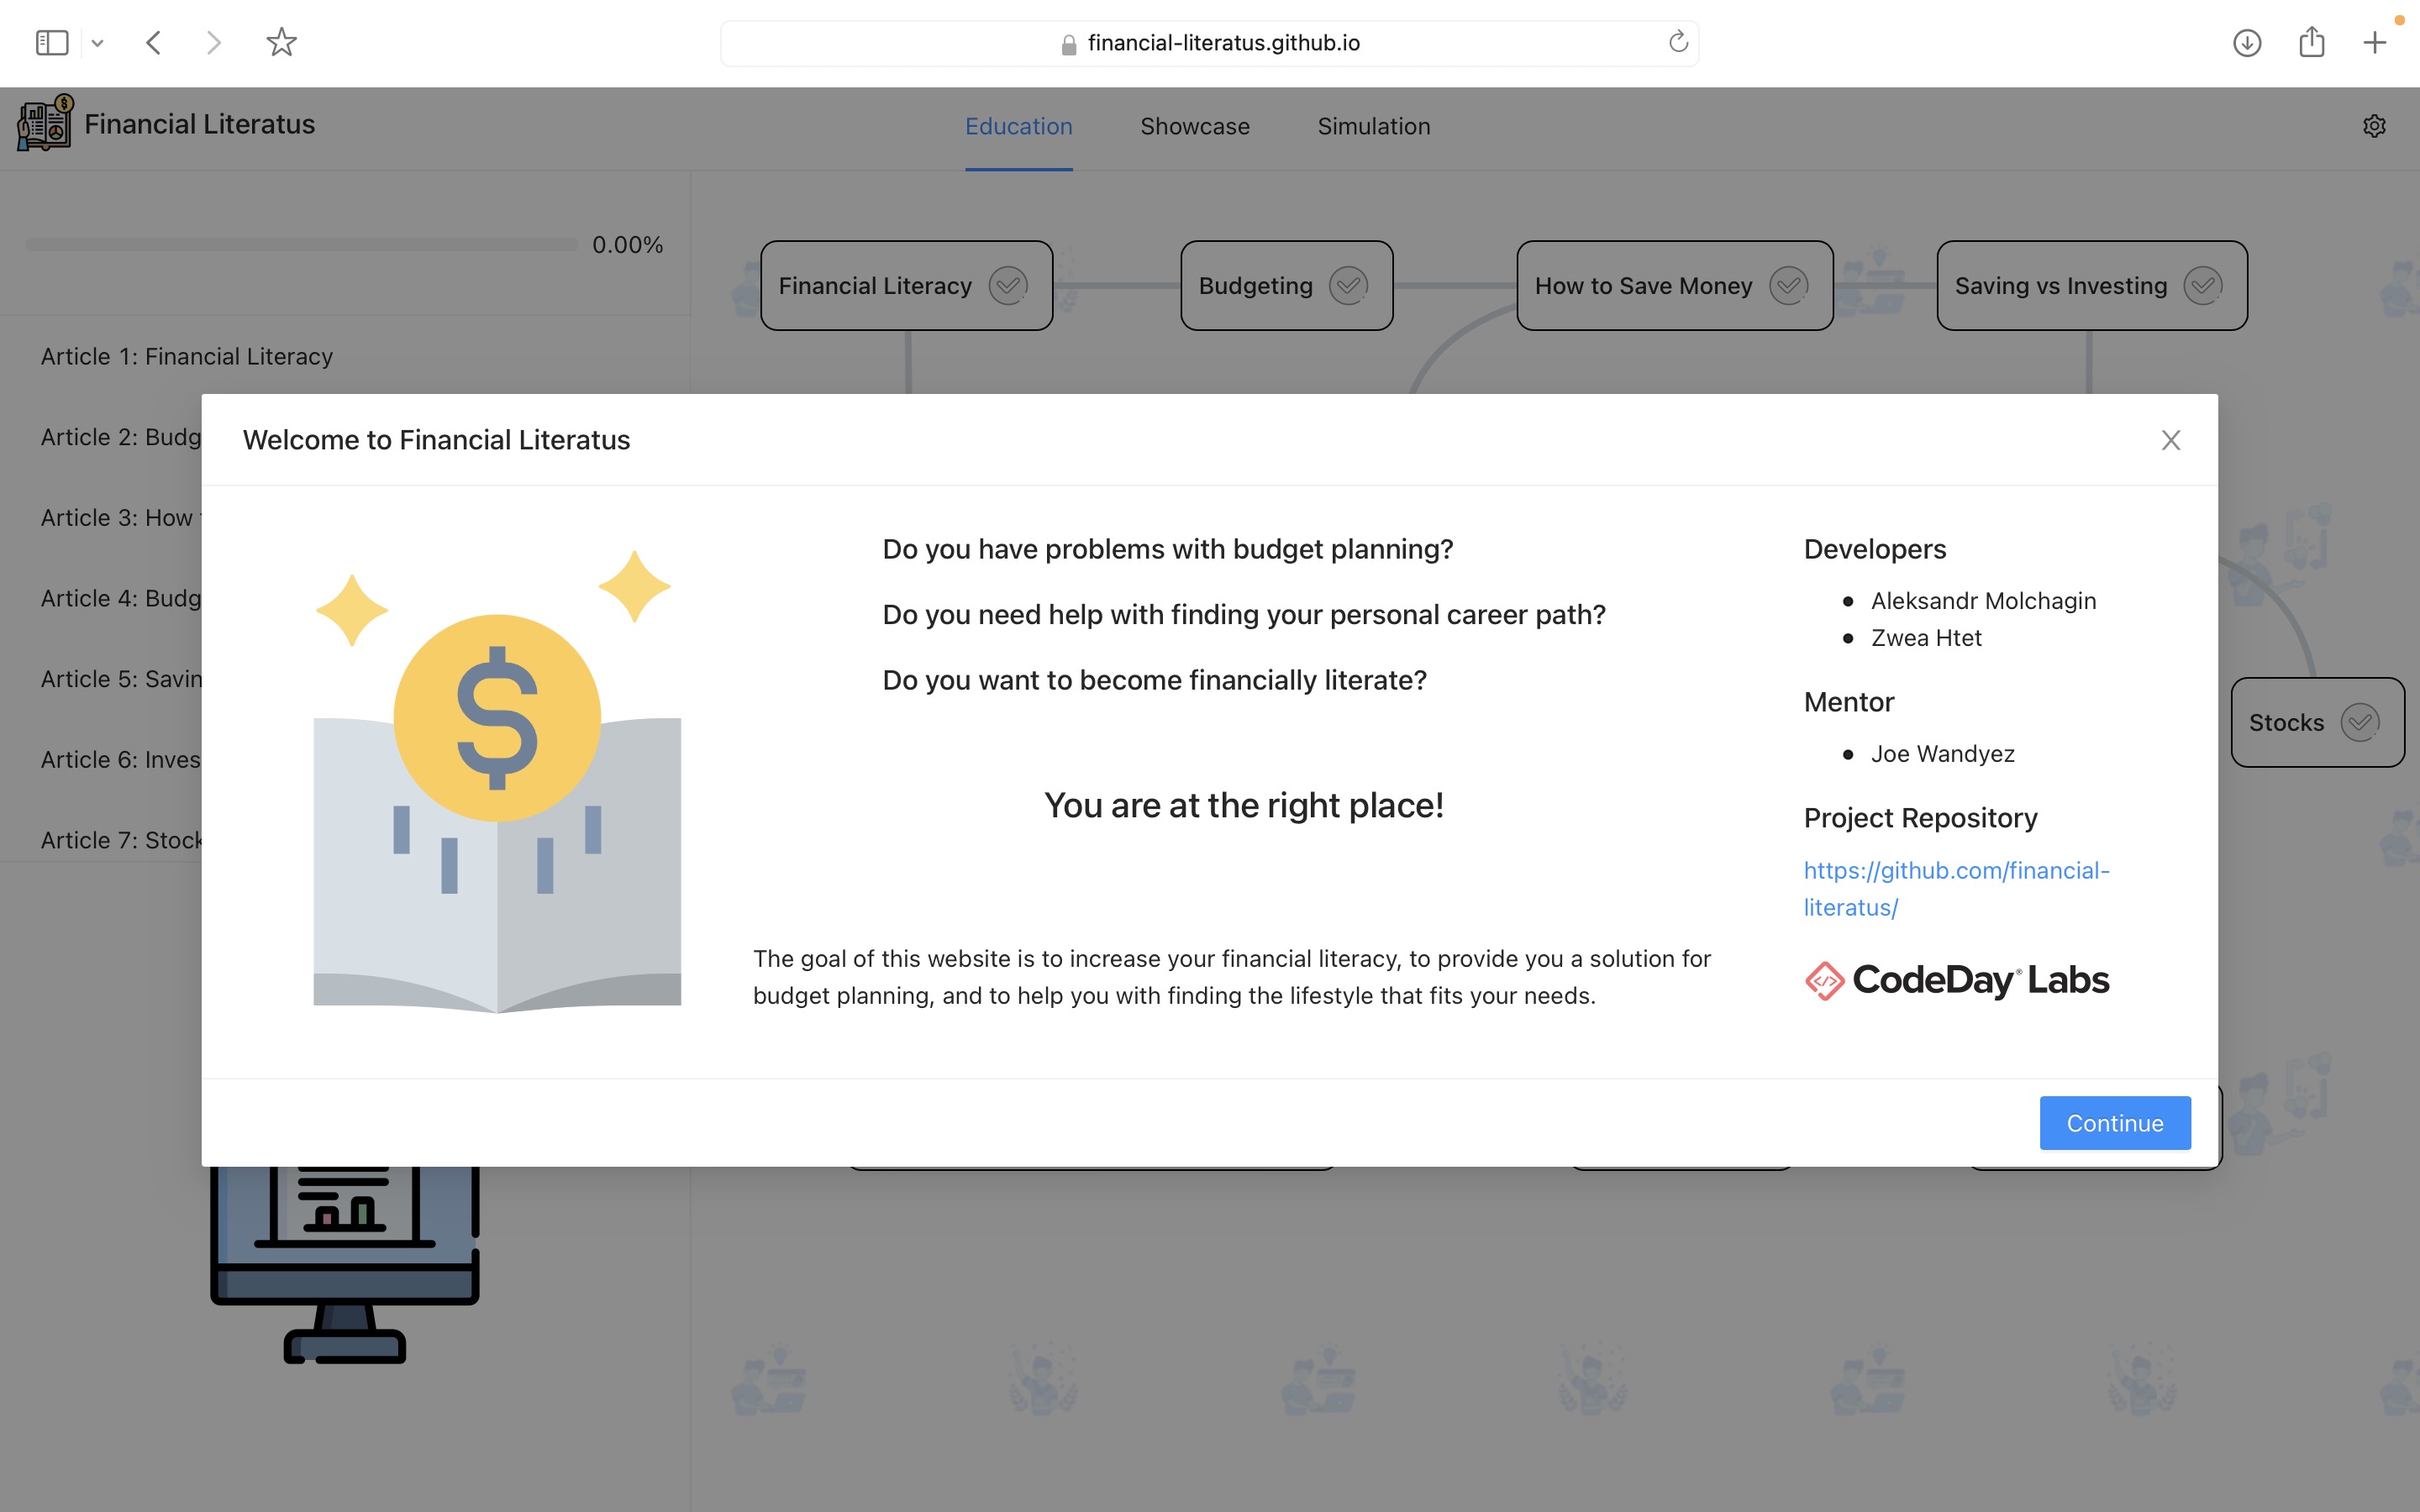 financial-literatus.github.io
Financial Literatus
Education
Showcase
Simulation
0.00%
Financial Literacy
Budgeting
How to Save Money
Saving vs Investing
Article 1: Financial Literacy
Article 2: Budg
Article 3: How
Article 4: Budg
Article 5: Savin
Article 6: Inves
Article 7: Stock
Stocks
Welcome to Financial Literatus
Do you have problems with budget planning?
Do you need help with finding your personal career path?
Do you want to become financially literate?
You are at the right place!
The goal of this website is to increase your financial literacy, to provide you a solution for
budget planning, and to help you with finding the lifestyle that fits your needs.
Developers
• Aleksandr Molchagin
• Zwea Htet
Mentor
• Joe Wandyez
Project Repository
https://github.com/financial-
literatus/
CodeDay® Labs
Continue